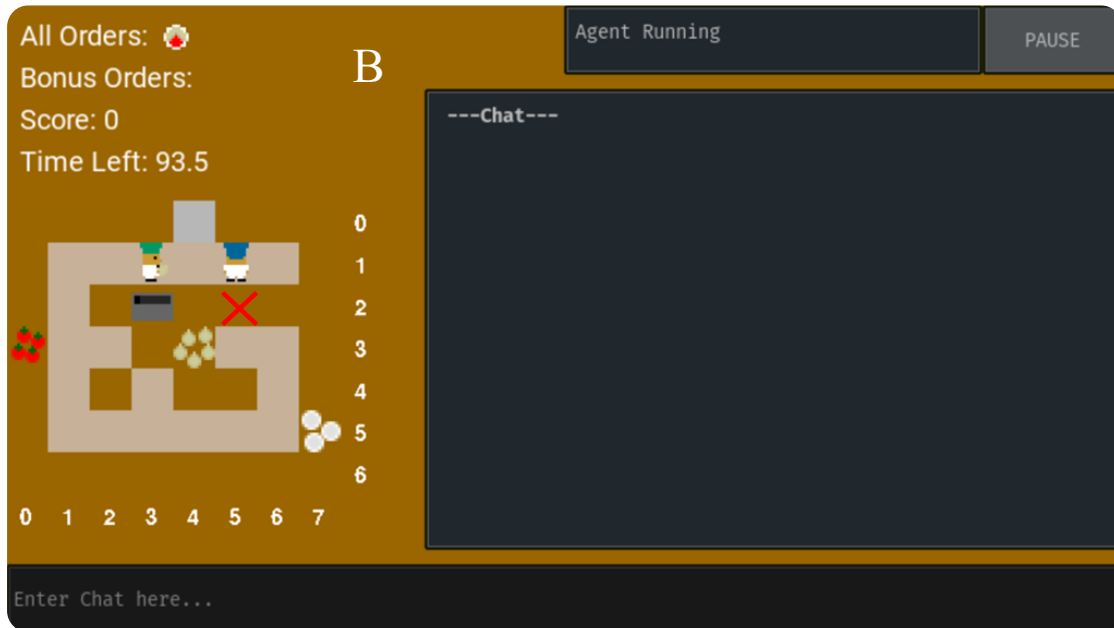 All Orders:
Bonus Orders:
Score: 0
Time Left: 93.5
B
Agent Running
PAUSE
---Chat---
0
1
2
3
4
5
6
0 1 2 3 4 5 6 7
Enter Chat here...